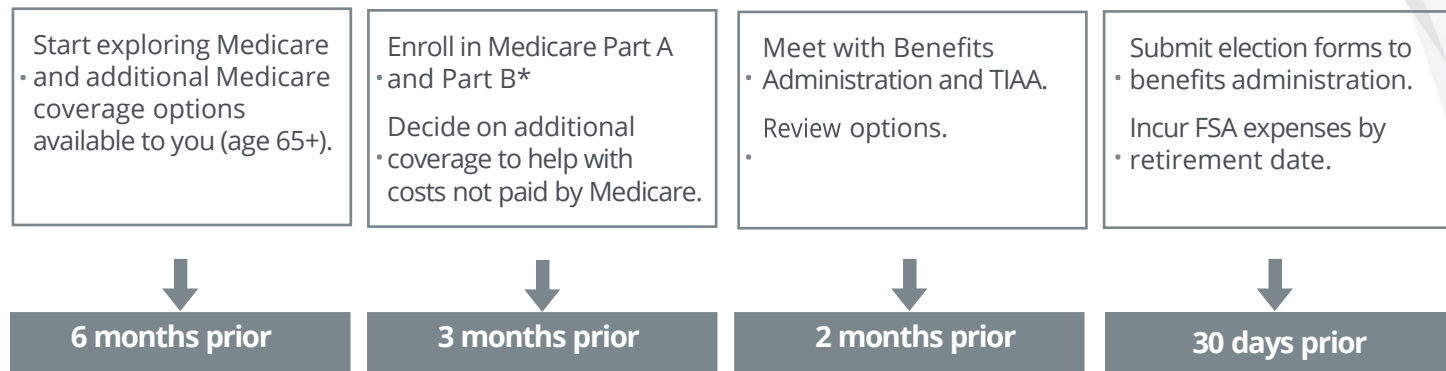 Start exploring Medicare
• and additional Medicare
coverage options
available to you (age 65+).
Enroll in Medicare Part A
• and Part B*
Decide on additional
• coverage to help with
costs not paid by Medicare.
Meet with Benefits
• Administration and TIAA.
Review options.
•
Submit election forms to
• benefits administration.
Incur FSA expenses by
• retirement date.
6 months prior
3 months prior
2 months prior
30 days prior